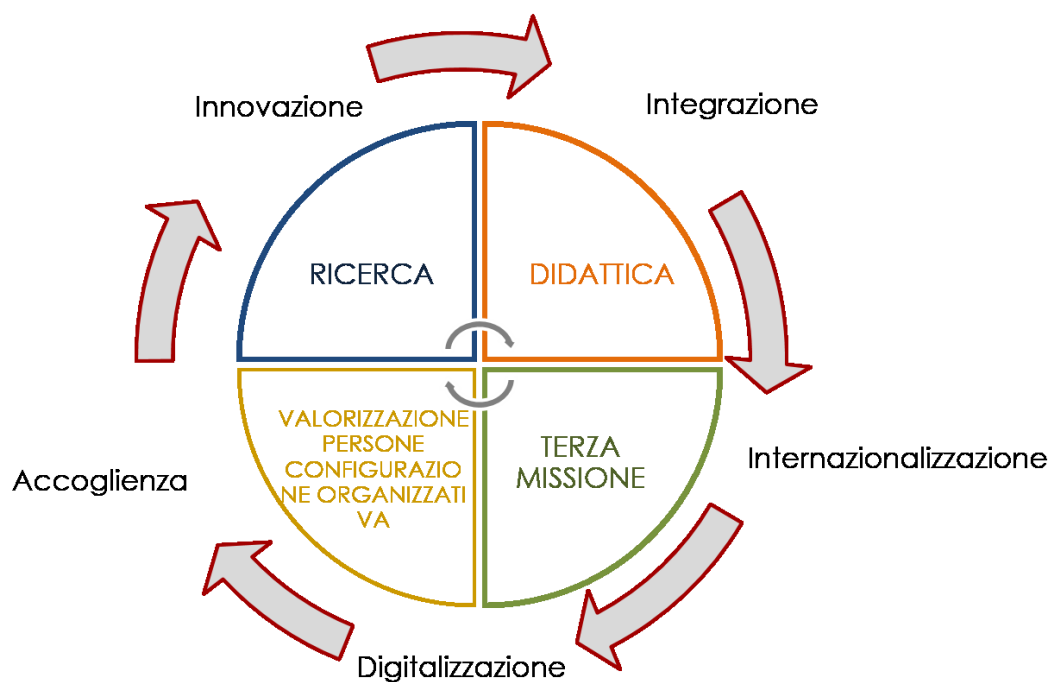 Innovazione
Integrazione
RICERCA
DIDATTICA
VALORIZZAZIONE
PERSONE
CONFIGURAZIO
NE ORGANIZZATI
VA
TERZA
MISSIONE
Internazionalizzazione
Accoglienza
Digitalizzazione